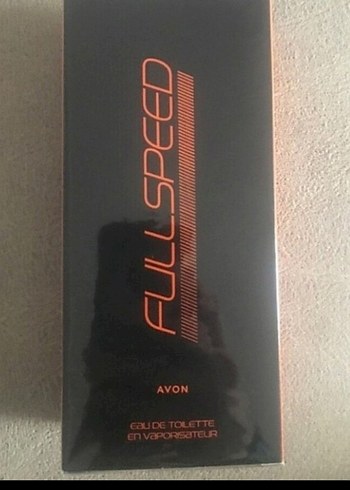 FULLSPEED
AVON
EAU DE TOILETTE
EN VAPORISATEUR